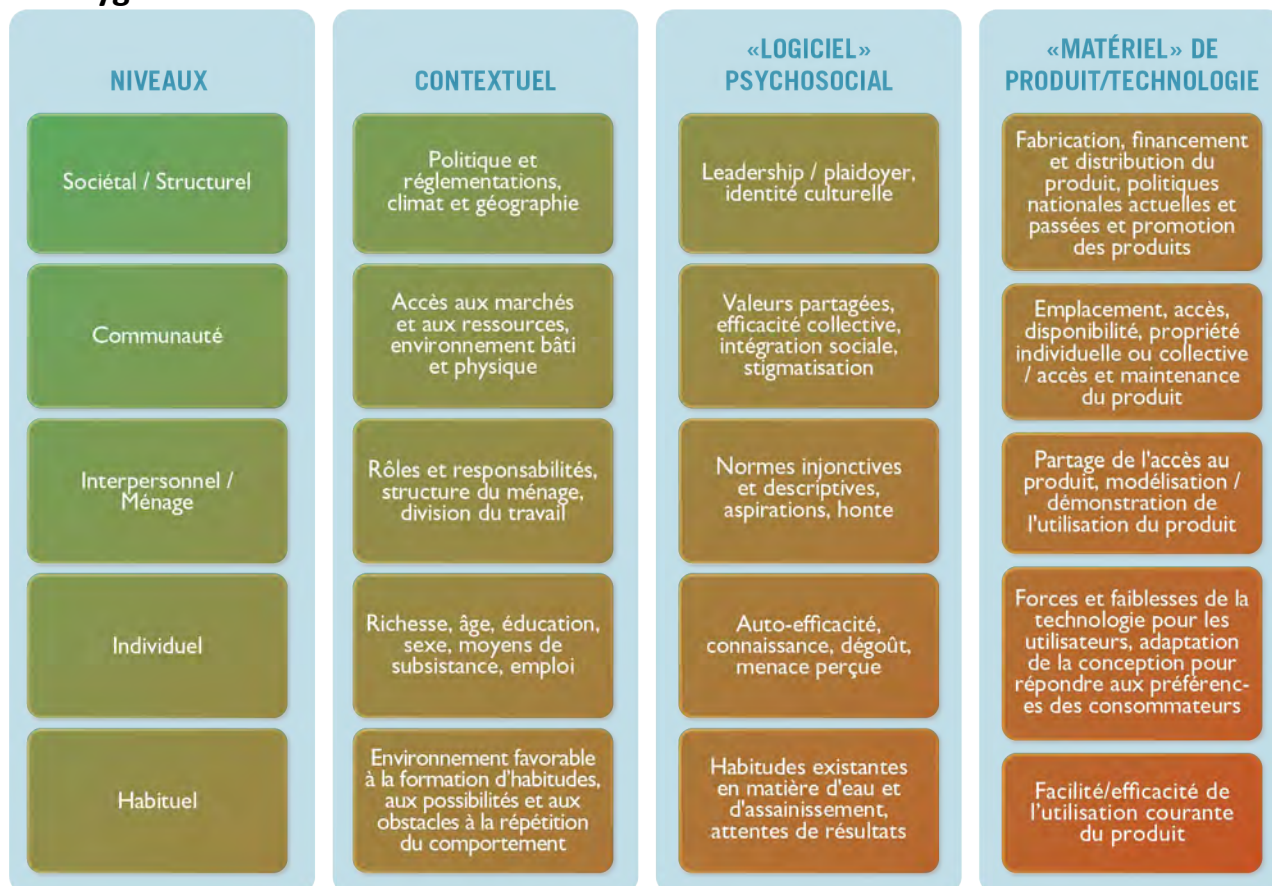 NIVEAUX
CONTEXTUEL
«LOGICIEL»
PSYCHOSOCIAL
«MATÉRIEL» DE
PRODUIT/TECHNOLOGIE
Sociétal / Structurel
Politique et
réglementations,
climat et géographie
Leadership / plaidoyer,
identité culturelle
Fabrication, financement
et distribution du
produit, politiques
nationales actuelles et
passées et promotion
des produits
Communauté
Accès aux marchés
et aux ressources,
environnement bâti
et physique
Valeurs partagées,
efficacité collective,
intégration sociale,
stigmatisation
Emplacement, accès,
disponibilité, propriété
individuelle ou collective
/ accès et maintenance
du produit
Interpersonnel /
Ménage
Rôles et responsabilités,
structure du ménage,
division du travail
Normes injonctives
et descriptives,
aspirations, honte
Partage de l'accès au
produit, modélisation /
démonstration de
l'utilisation du produit
Individuel
Richesse, âge, éducation,
sexe, moyens de
subsistance, emploi
Auto-efficacité,
connaissance, dégoût,
menace perçue
Forces et faiblesses de la
technologie pour les
utilisateurs, adaptation
de la conception pour
répondre aux préférenc-
es des consommateurs
Habituel
Environnement favorable
à la formation d’habitudes,
aux possibilités et aux
obstacles à la répétition
du comportement
Habitudes existantes
en matière d'eau et
d'assainissement,
attentes de résultats
Facilité/efficacité de
l’utilisation courante
du produit